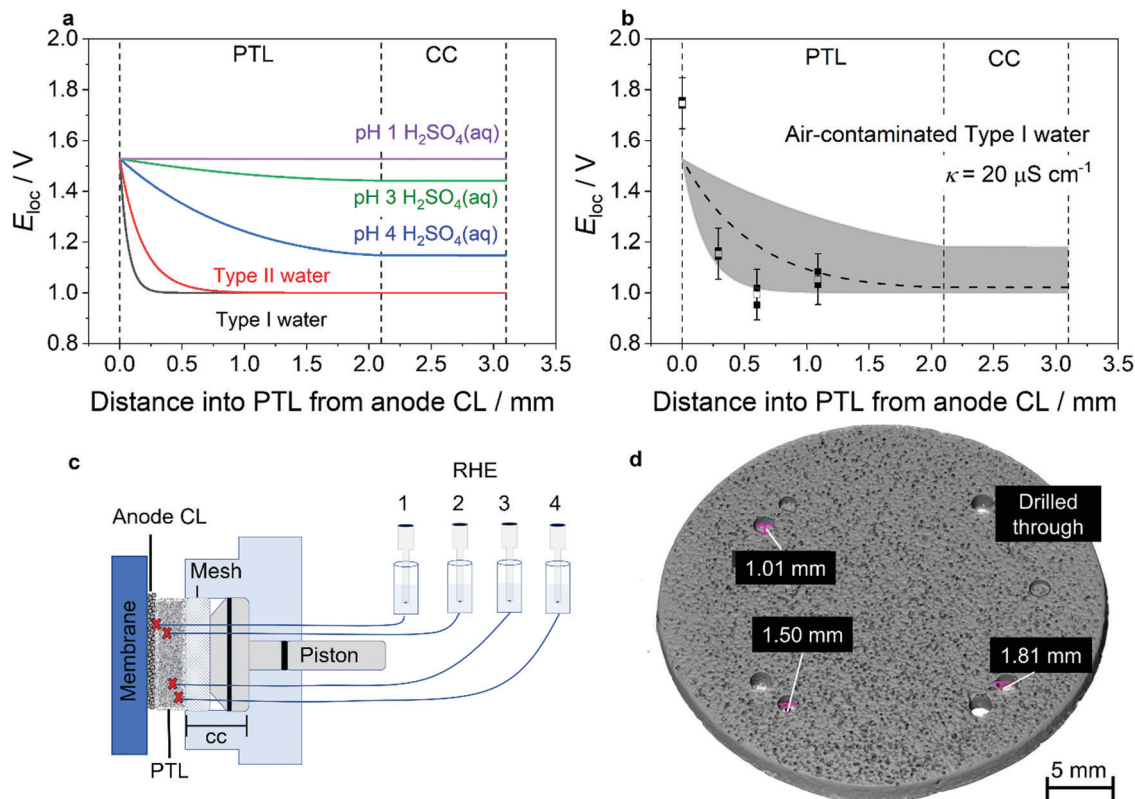 a
2.0
1.8
1.6
1.4
1.2
1.0
0.8
E_loc / V
PTL
CC
pH 1 H₂SO₄(aq)
pH 3 H₂SO₄(aq)
pH 4 H₂SO₄(aq)
Type II water
Type I water
0.0 0.5 1.0 1.5 2.0 2.5 3.0 3.5
Distance into PTL from anode CL / mm
b
2.0
1.8
1.6
1.4
1.2
1.0
0.8
E_loc / V
PTL
CC
Air-contaminated Type I water
κ = 20 μS cm⁻¹
0.0 0.5 1.0 1.5 2.0 2.5 3.0 3.5
Distance into PTL from anode CL / mm
c
RHE
1 2 3 4
Anode CL
Mesh
Membrane
Piston
cc
PTL
d
Drilled
through
1.01 mm
1.50 mm
1.81 mm
5 mm